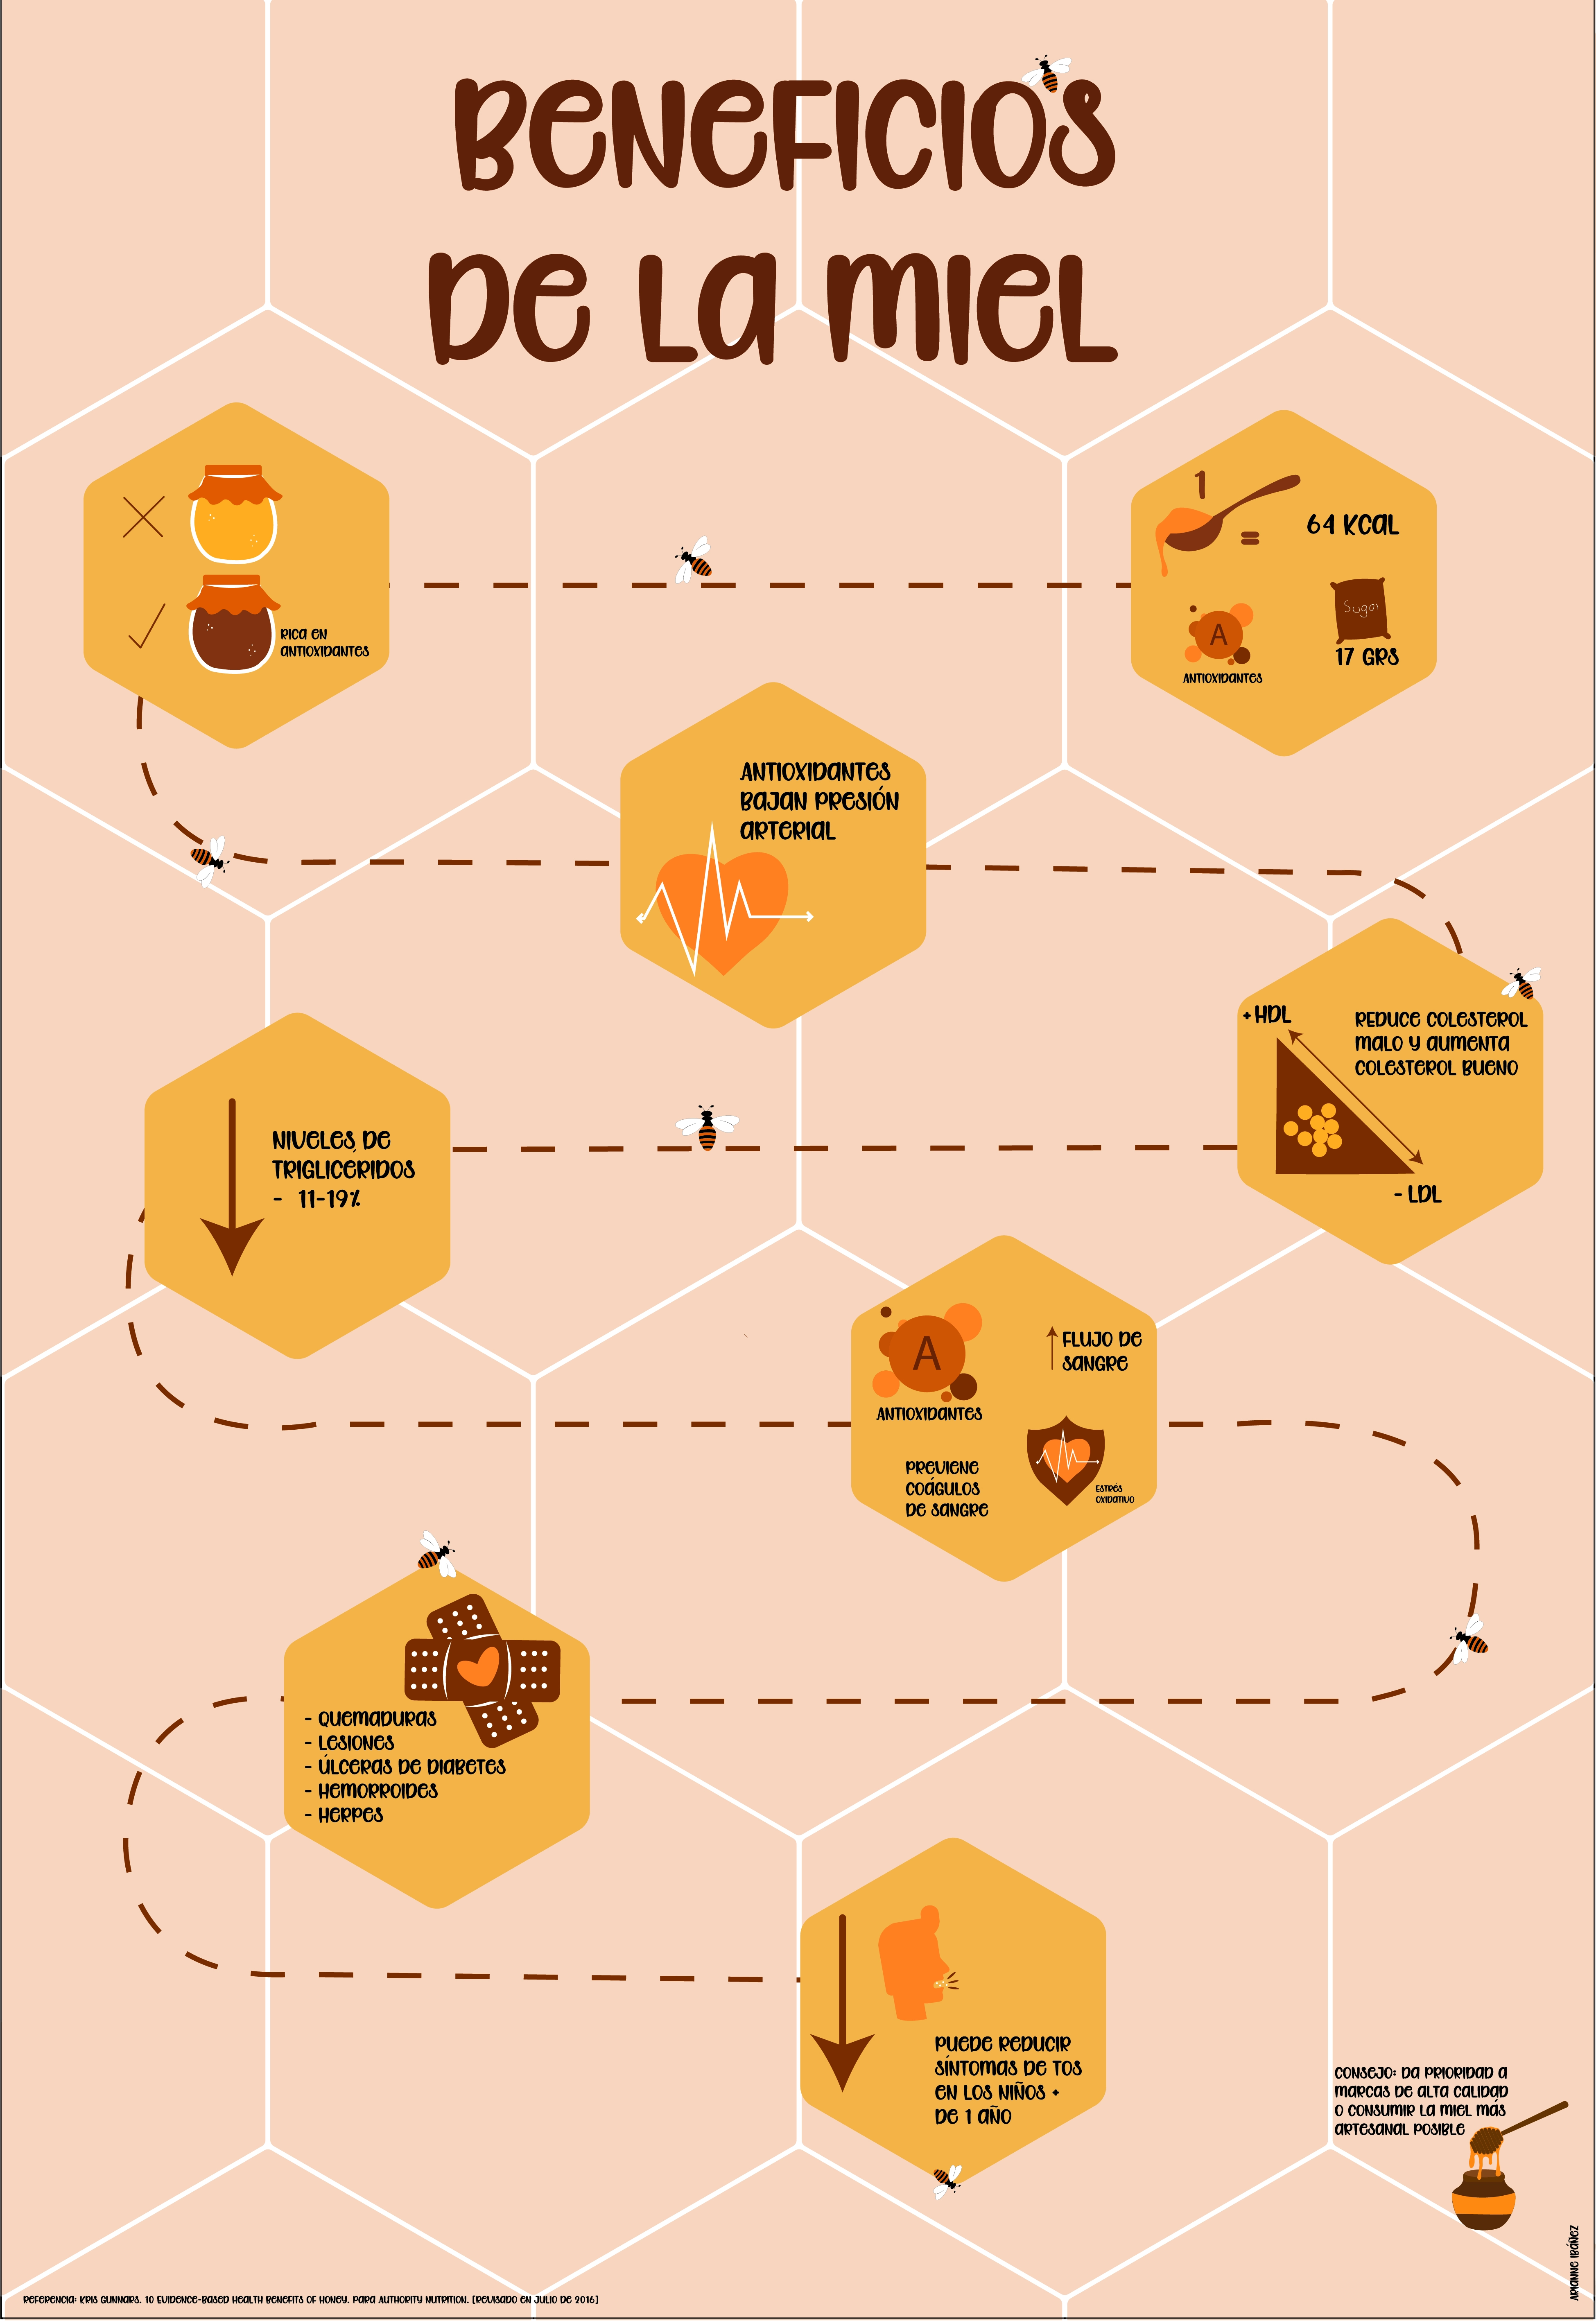 BENEFICIOS
DE LA MIEL
1
=
64 KCAL
Sugar
17 GRS
A
ANTIOXIDANTES
RICA EN
ANTIOXIDANTES
ANTIOXIDANTES
BAJAN PRESIÓN
ARTERIAL
+ HDL
REDUCE COLESTEROL
MALO Y AUMENTA
COLESTEROL BUENO
- LDL
NIVELES DE
TRIGLICÉRIDOS
- 11-19%
A
ANTIOXIDANTES
FLUJO DE
SANGRE
PREVIENE
COÁGULOS
DE SANGRE
ESTRÉS
OXIDATIVO
- QUEMADURAS
- LESIONES
- ÚLCERAS DE DIABETES
- HEMORROIDES
- HERPES
PUEDE REDUCIR
SÍNTOMAS DE TOS
EN LOS NIÑOS +
DE 1 AÑO
CONSEJO: DA PRIORIDAD A
MARCAS DE ALTA CALIDAD
O CONSUMIR LA MIEL MÁS
ARTESANAL POSIBLE
ARIANNE IBÁÑEZ
REFERENCIA: KRIS GUNNARS. 10 EVIDENCE-BASED HEALTH BENEFITS OF HONEY. PARA AUTHORITY NUTRITION. [REVISADO EN JULIO DE 2016]